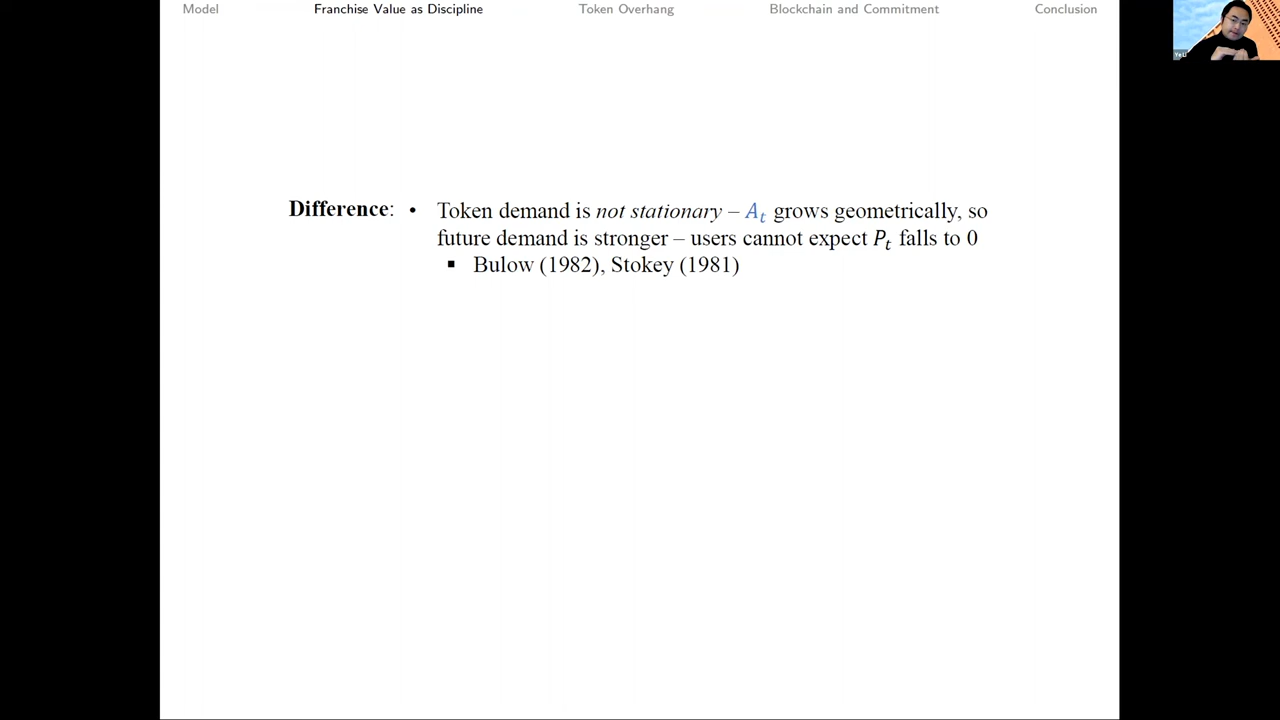 Model Franchise Value as Discipline Token Overhang Blockchain and Commitment Conclusion
Difference: • Token demand is not stationary – Aₜ grows geometrically, so
future demand is stronger – users cannot expect Pₜ falls to 0
▪ Bulow (1982), Stokey (1981)